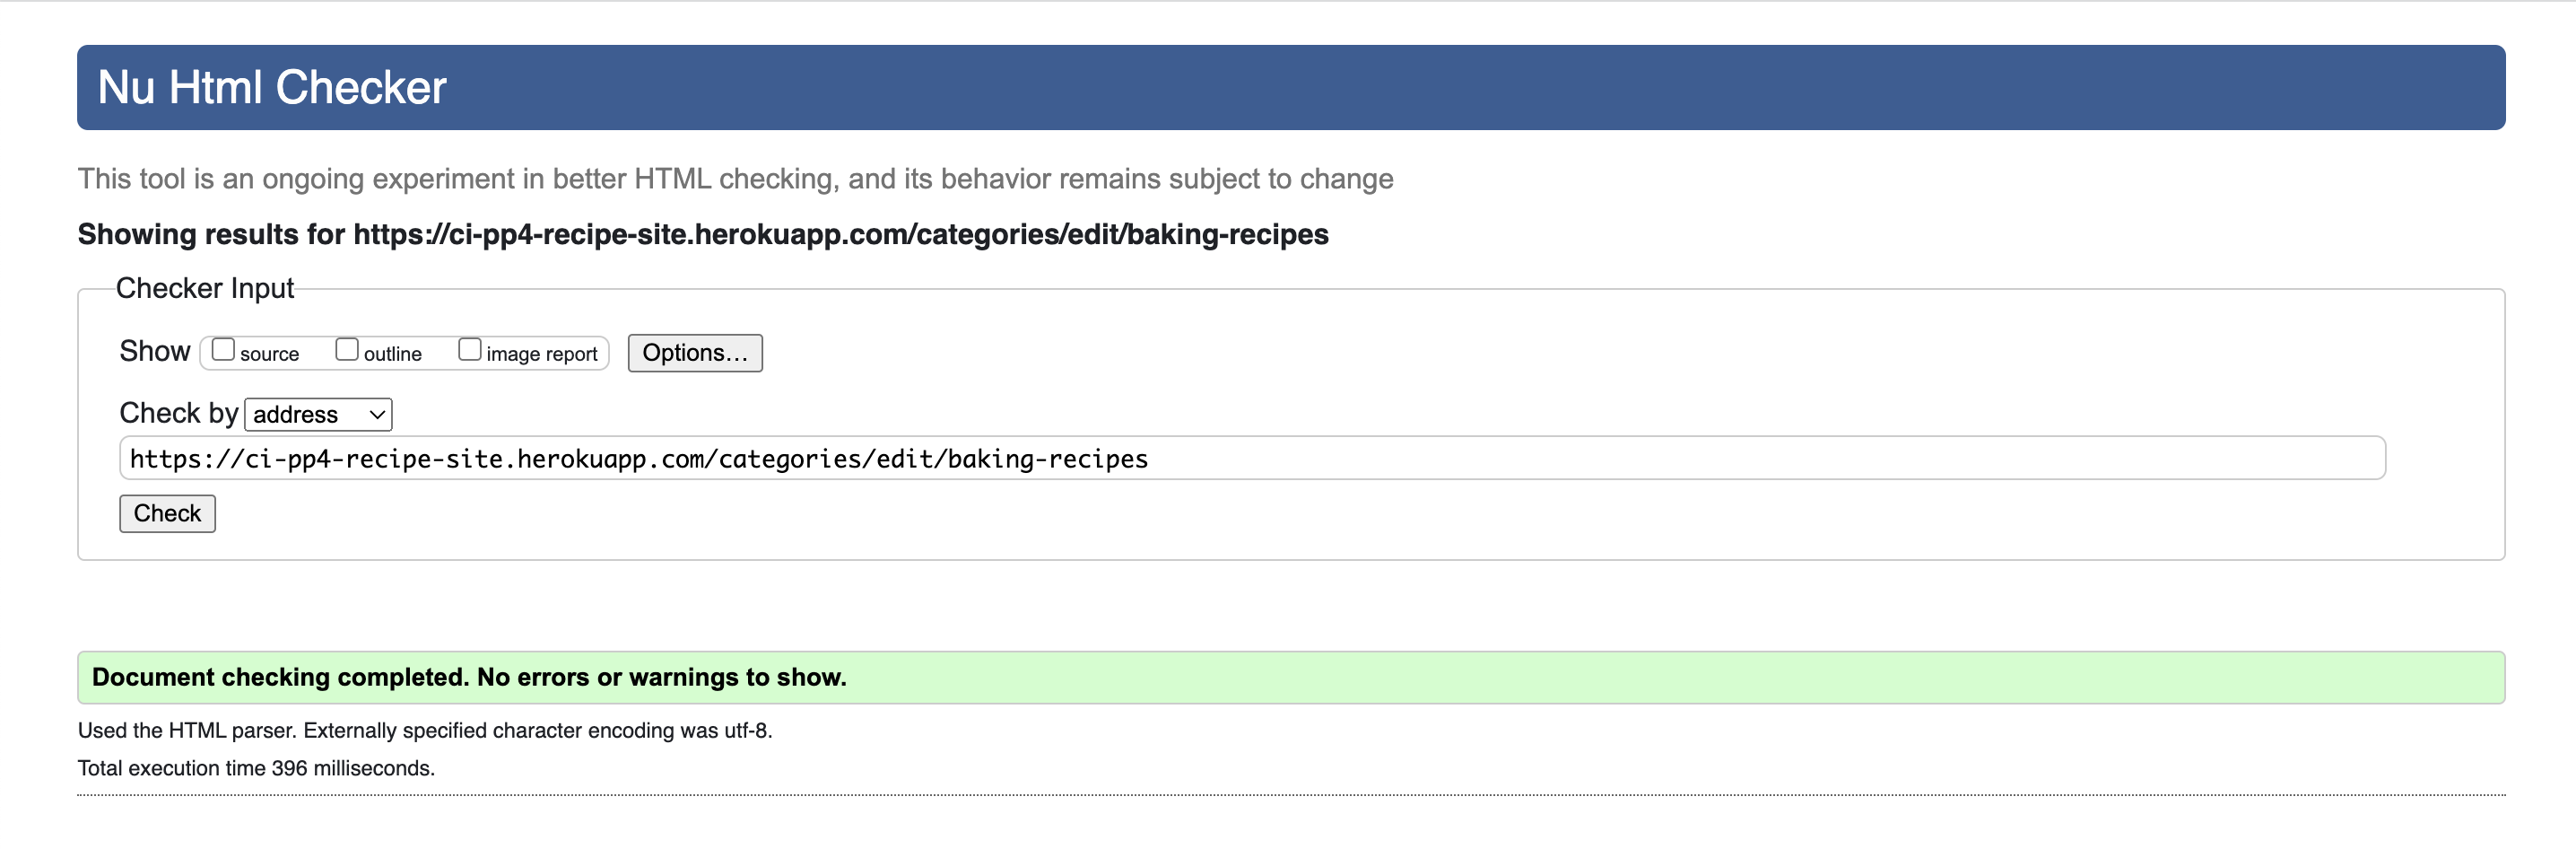 Nu Html Checker
This tool is an ongoing experiment in better HTML checking, and its behavior remains subject to change
Showing results for https://ci-pp4-recipe-site.herokuapp.com/categories/edit/baking-recipes
Checker Input
Show source outline image report Options...
Check by address
https://ci-pp4-recipe-site.herokuapp.com/categories/edit/baking-recipes
Check
Document checking completed. No errors or warnings to show.
Used the HTML parser. Externally specified character encoding was utf-8.
Total execution time 396 milliseconds.